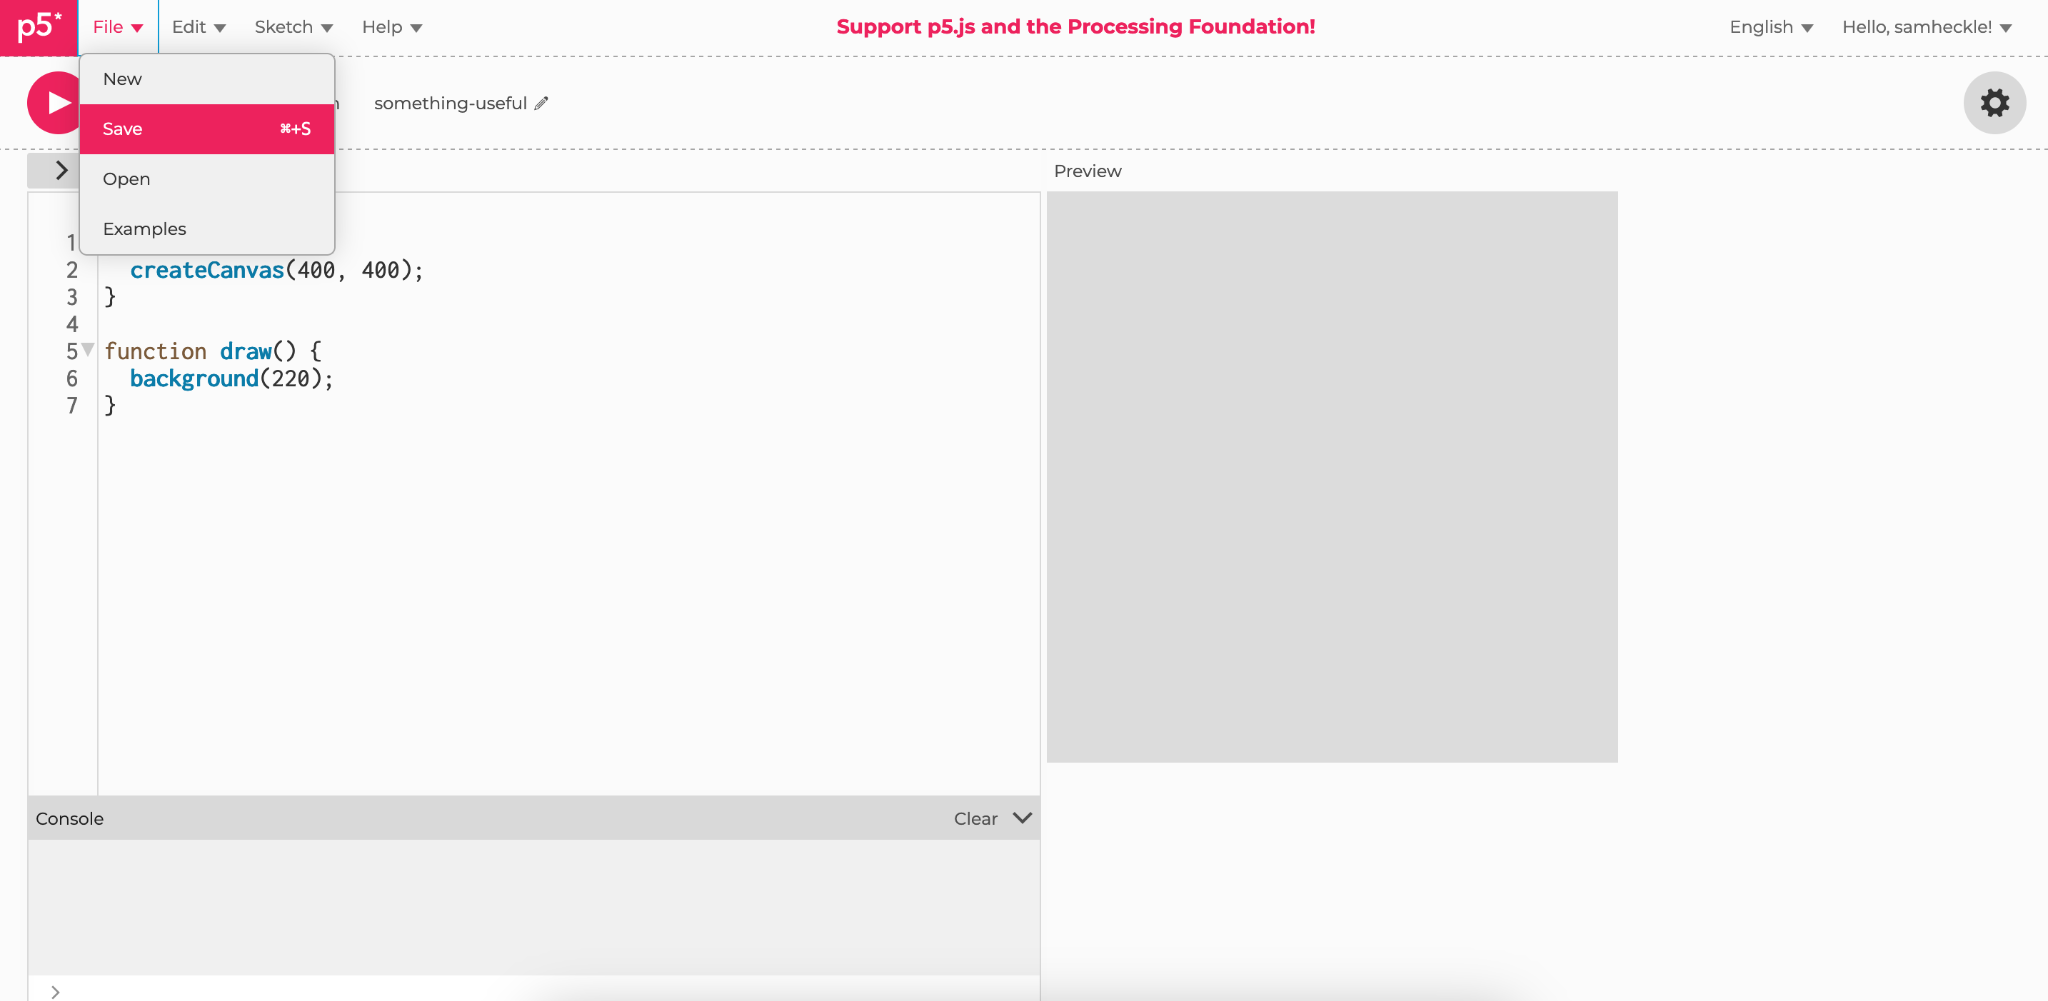 p5*
File
Edit
Sketch
Help
Support p5.js and the Processing Foundation!
English
Hello, samheckle!
New
Save ⌘+S
Open
Examples
something-useful
Preview
1
2 createCanvas(400, 400);
3 }
4
5 function draw() {
6 background(220);
7 }
Console
Clear
>